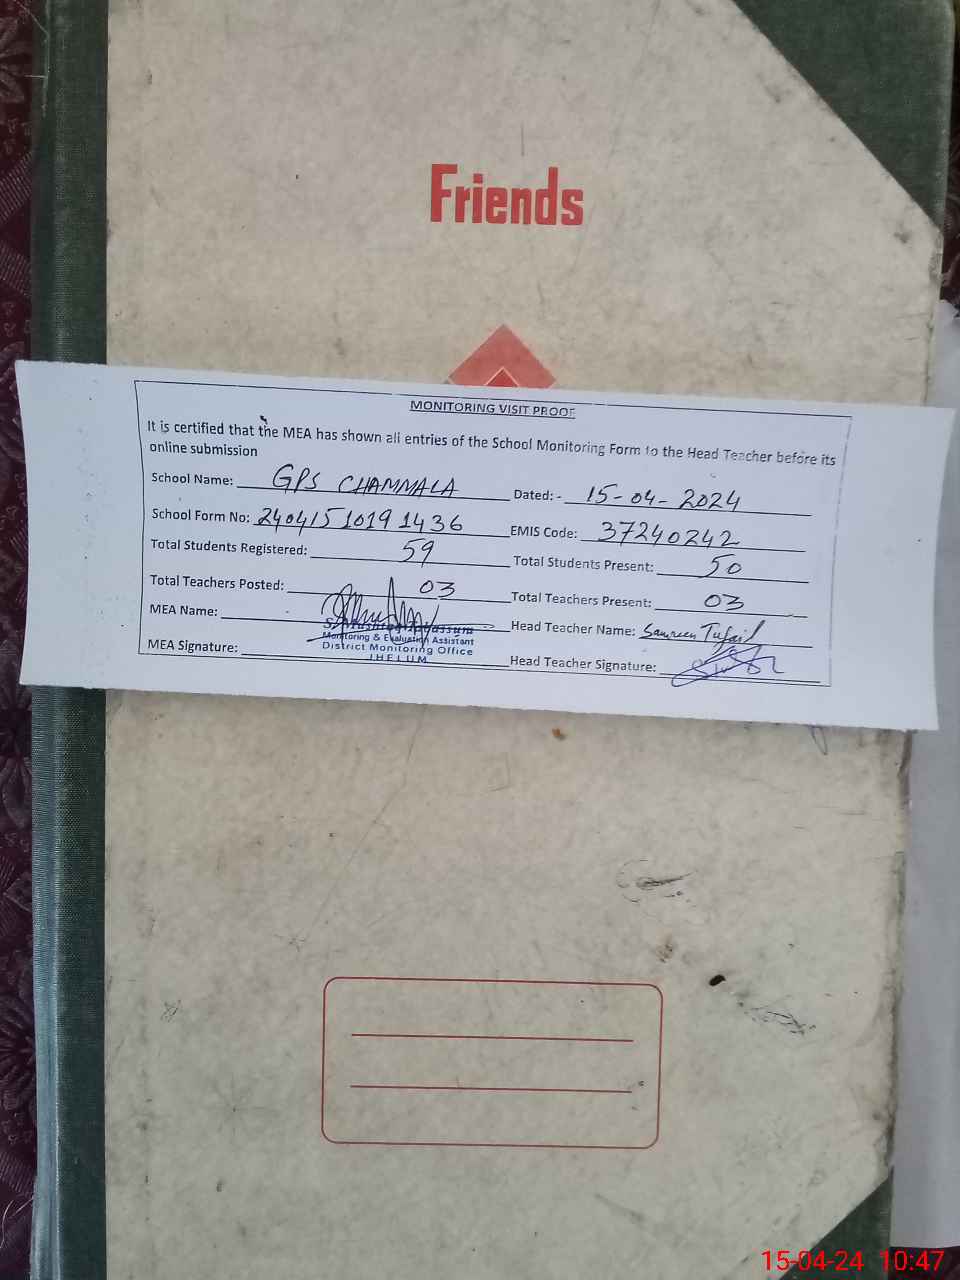 Friends
MONITORING VISIT PROOF
It is certified that the MEA has shown all entries of the School Monitoring Form to the Head Teacher before its
online submission
School Name: GPS CHAMMALA Dated: - 15-04-2024
School Form No: 2404151019 1436 EMIS Code: 37240242
Total Students Registered: 59 Total Students Present: 50
Total Teachers Posted: 03 Total Teachers Present: 03
MEA Name: Head Teacher Name: Samreen Tufail
Monitoring & Evaluation Assistant
District Monitoring Office
JHELUM
MEA Signature: Head Teacher Signature:
15-04-24 10:47